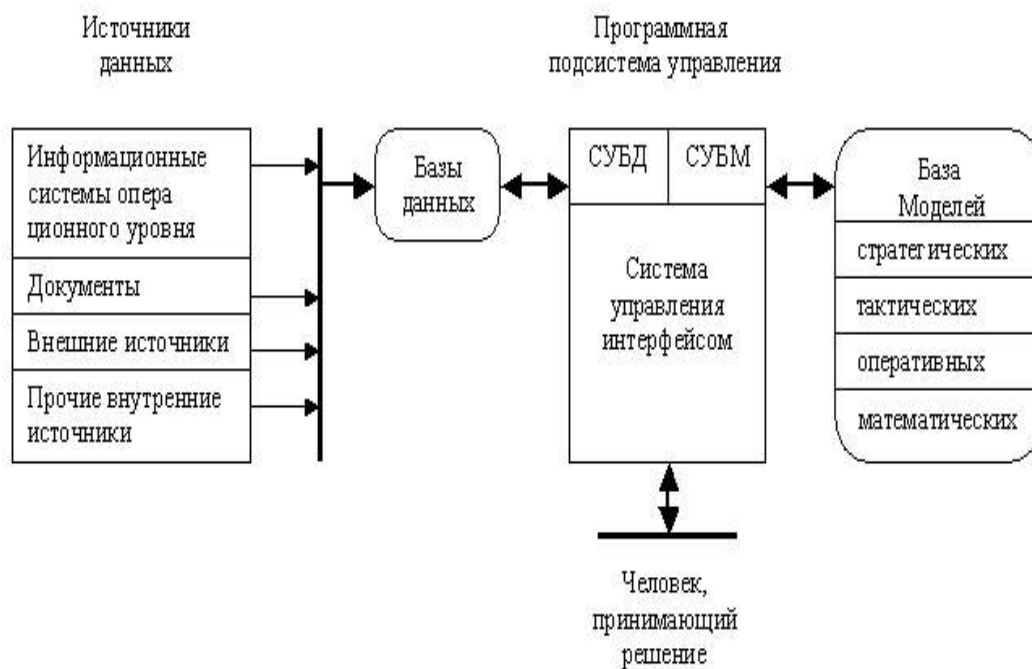 Источники
данных
Программная
подсистема управления
Информационные
системы опера
ционного уровня
Документы
Внешние источники
Прочие внутренние
источники
Базы
данных
СУБД
СУБМ
Система
управления
интерфейсом
База
Моделей
стратегических
тактических
оперативных
математических
Человек,
принимающий
решение